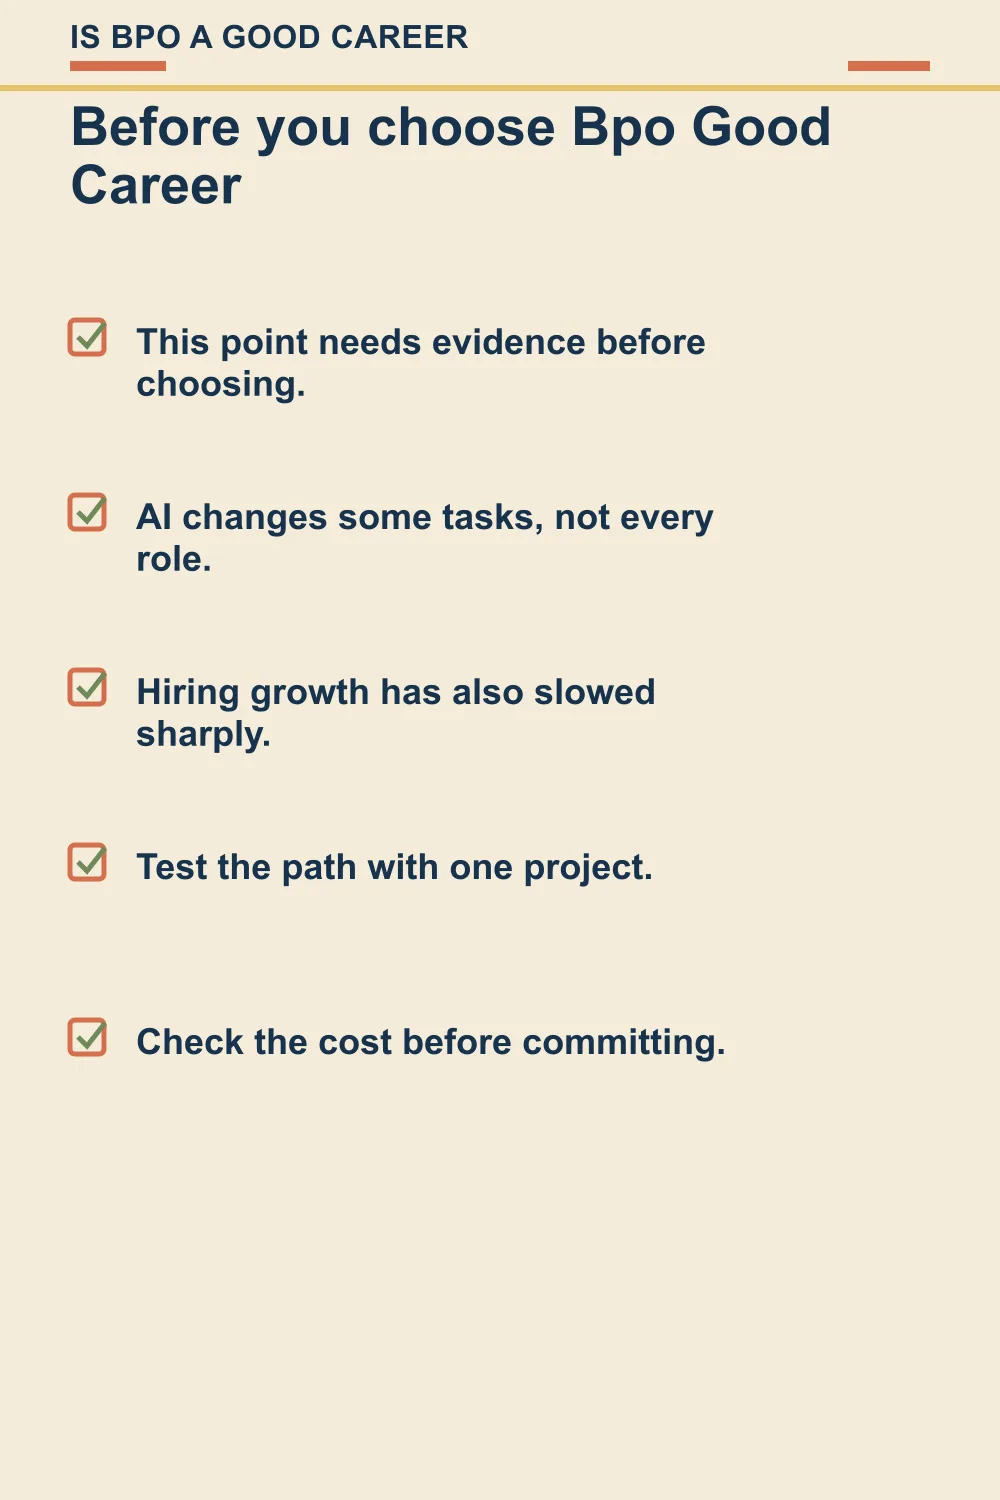 IS BPO A GOOD CAREER
Before you choose Bpo Good
Career
This point needs evidence before
choosing.
AI changes some tasks, not every
role.
Hiring growth has also slowed
sharply.
Test the path with one project.
Check the cost before committing.